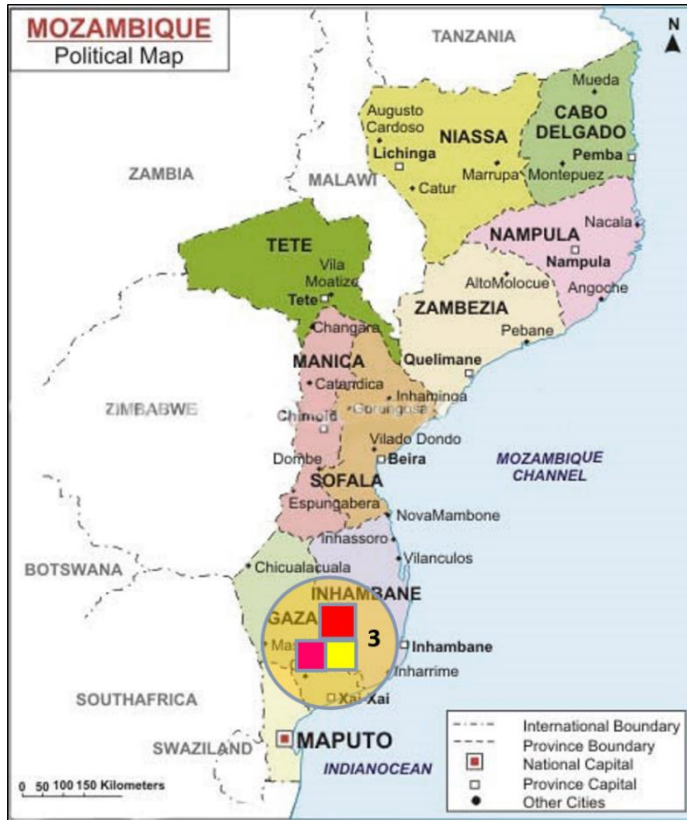 MOZAMBIQUE
Political Map
N
TANZANIA
Mueda
CABO
DELGADO
Augusto
Cardoso
NIASSA
Lichinga
Pemba
ZAMBIA
MALAWI
Marrupa
Montepuez
Catur
Nacala
NAMPULA
Nampula
TETE
Vila
Moatize
Tete
AltoMolocue
Angoche
ZAMBEZIA
Changara
Pebane
MANICA
Quelimane
Catandica
Inhaminoa
ZIMBABWE
Chimoio
Gorungosa
Vilado Dondo
Dombe
Beira
MOZAMBIQUE
CHANNEL
SOFALA
Espungabera
NovaMambone
Inhassoro
Vilanculos
BOTSWANA
Chicualacuala
INHAMBANE
GAZA
3
Inhambane
Inharrime
SOUTHAFRICA
Xai-Xai
SWAZILAND
MAPUTO
INDIANOCEAN
0 50 100 150 Kilometers
International Boundary
Province Boundary
National Capital
Province Capital
Other Cities